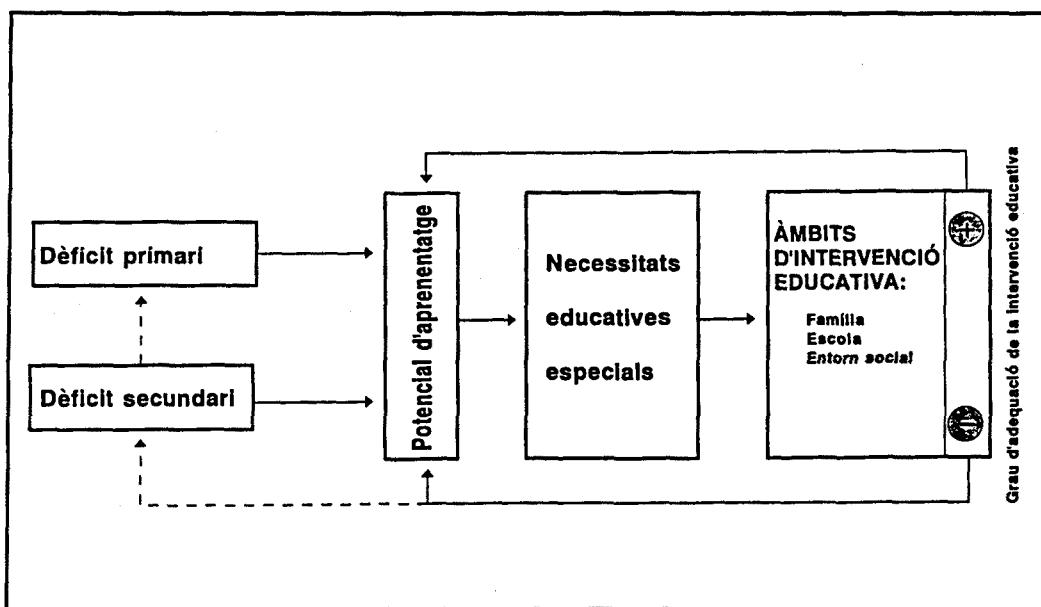 Dèficit primari
Dèficit secundari
Potencial d'aprenentatge
Necessitats
educatives
especials
ÀMBITS
D'INTERVENCIÓ
EDUCATIVA:
Família
Escola
Entorn social
+
−
Grau d'adequació de la intervenció educativa